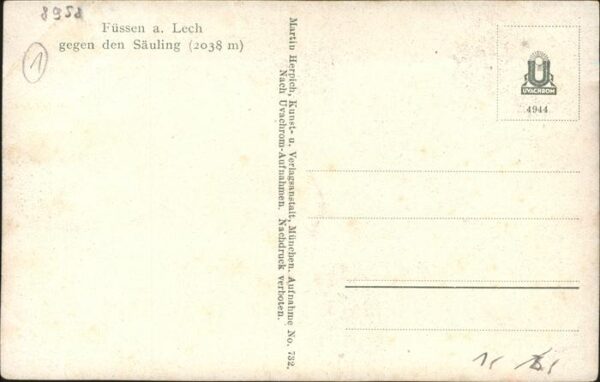 8958
Füssen a. Lech
gegen den Säuling (2038 m)
1
Martin Herpich, Kunst- u. Verlagsanstalt, München. Aufnahme No. 732.
Nach Uvachrom-Aufnahmen. Nachdruck verboten.
U
UVACHROM
4944